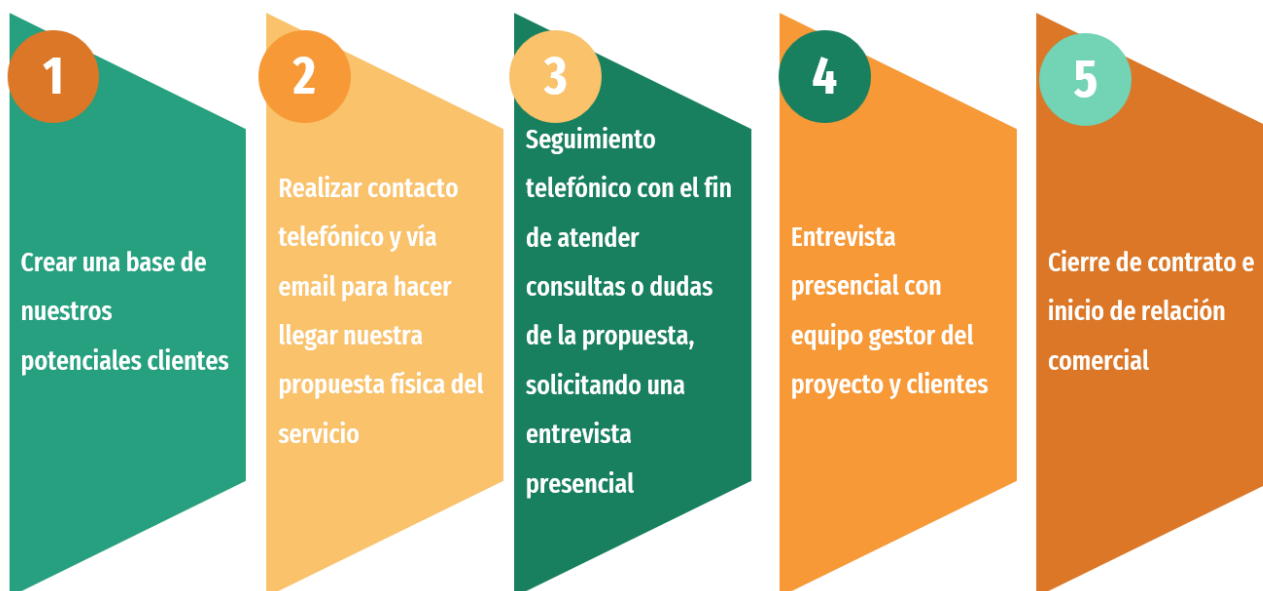 1
Crear una base de
nuestros
potenciales clientes
2
Realizar contacto
telefónico y vía
email para hacer
llegar nuestra
propuesta física del
servicio
3
Seguimiento
telefónico con el fin
de atender
consultas o dudas
de la propuesta,
solicitando una
entrevista
presencial
4
Entrevista
presencial con
equipo gestor del
proyecto y clientes
5
Cierre de contrato e
inicio de relación
comercial